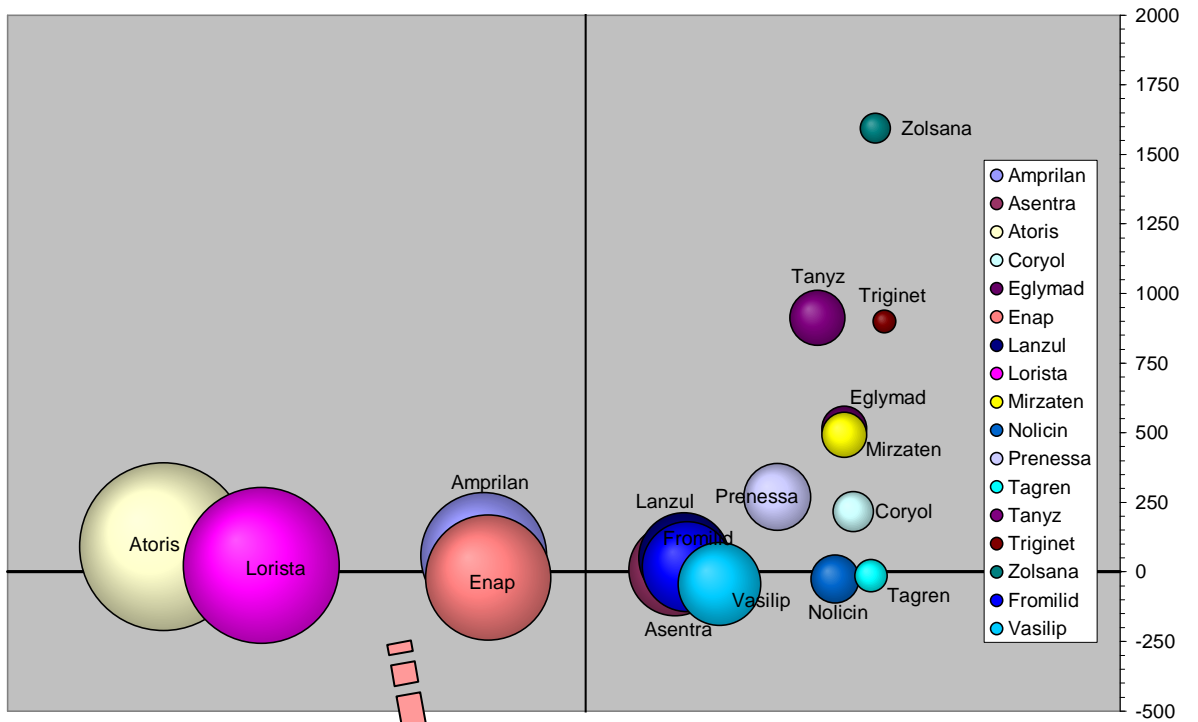 2000
1750
1500
1250
1000
750
500
250
0
-250
-500
Zolsana
Tanyz
Triginet
Eglymad
Mirzaten
Amprilan
Lanzul
Prenessa
Coryol
Atoris
Fromilid
Lorista
Enap
Vasilip
Tagren
Nolicin
Asentra
Amprilan
Asentra
Atoris
Coryol
Eglymad
Enap
Lanzul
Lorista
Mirzaten
Nolicin
Prenessa
Tagren
Tanyz
Triginet
Zolsana
Fromilid
Vasilip